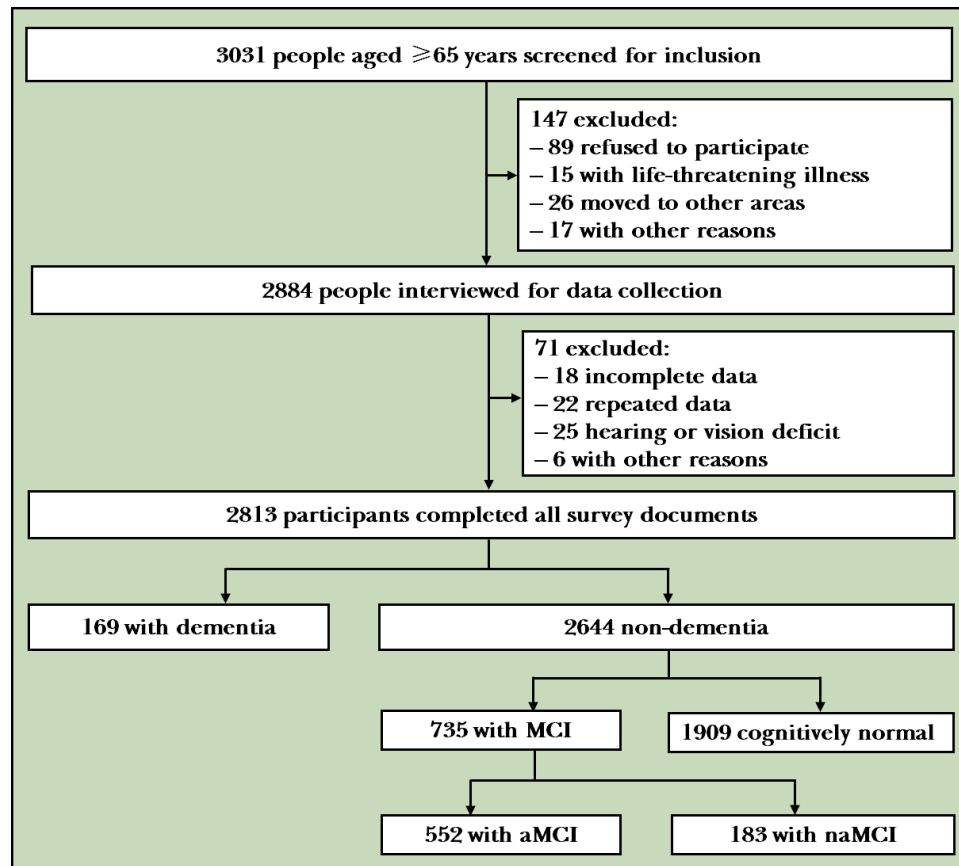 3031 people aged ⩾65 years screened for inclusion
147 excluded:
– 89 refused to participate
– 15 with life-threatening illness
– 26 moved to other areas
– 17 with other reasons
2884 people interviewed for data collection
71 excluded:
– 18 incomplete data
– 22 repeated data
– 25 hearing or vision deficit
– 6 with other reasons
2813 participants completed all survey documents
169 with dementia
2644 non-dementia
735 with MCI
1909 cognitively normal
552 with aMCI
183 with naMCI